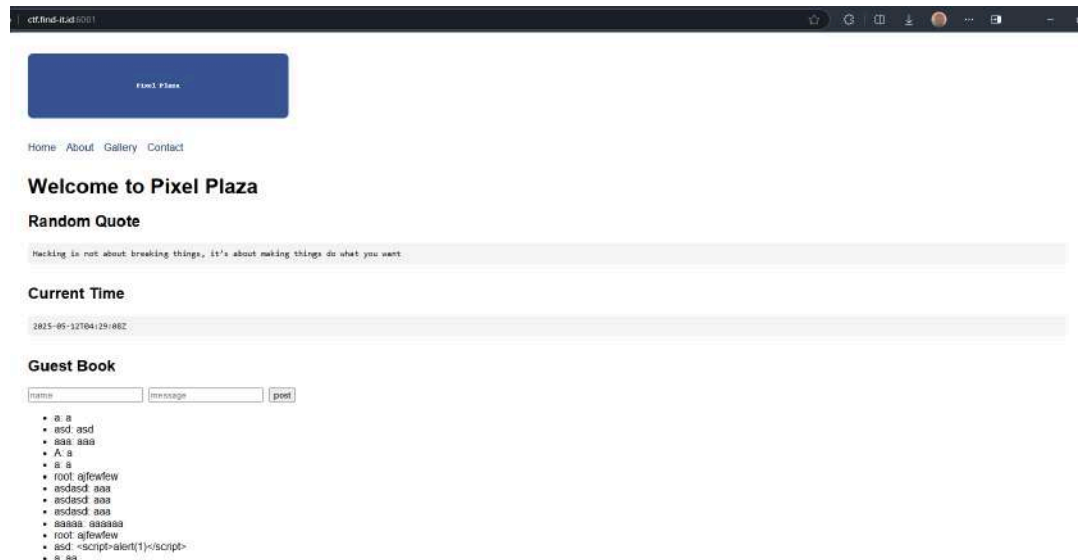 ctf.find-it.id:6001
Pixel Plaza
Home About Gallery Contact
Welcome to Pixel Plaza
Random Quote
Hacking is not about breaking things, it's about making things do what you want
Current Time
2025-05-12T04:29:08Z
Guest Book
name message post
a: a
asd: asd
aaa: aaa
A: a
a: a
root: ajfewfew
asdasd: aaa
asdasd: aaa
asdasd: aaa
aaaaa: aaaaaa
root: ajfewfew
asd: <script>alert(1)</script>
a: aa